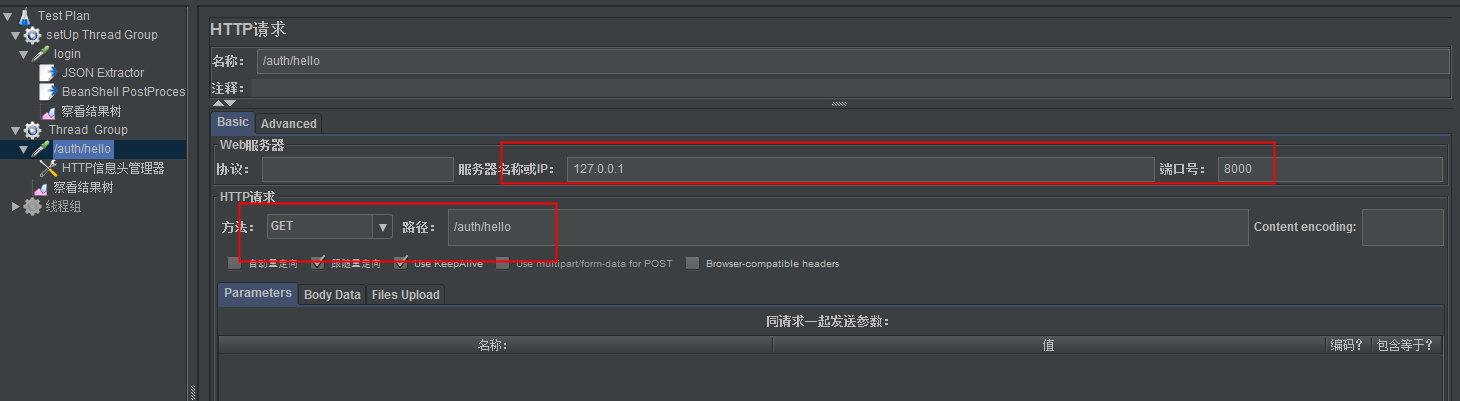 Test Plan
setUp Thread Group
login
JSON Extractor
BeanShell PostProces
察看结果树
Thread Group
/auth/hello
HTTP信息头管理器
察看结果树
线程组
HTTP请求
名称： /auth/hello
注释：
Basic Advanced
Web服务器
协议： 服务器名称或IP： 127.0.0.1 端口号： 8000
HTTP请求
方法： GET 路径： /auth/hello Content encoding:
自动重定向 跟随重定向 Use KeepAlive Use multipart/form-data for POST Browser-compatible headers
Parameters Body Data Files Upload
同请求一起发送参数：
名称： 值 编码? 包含等于?